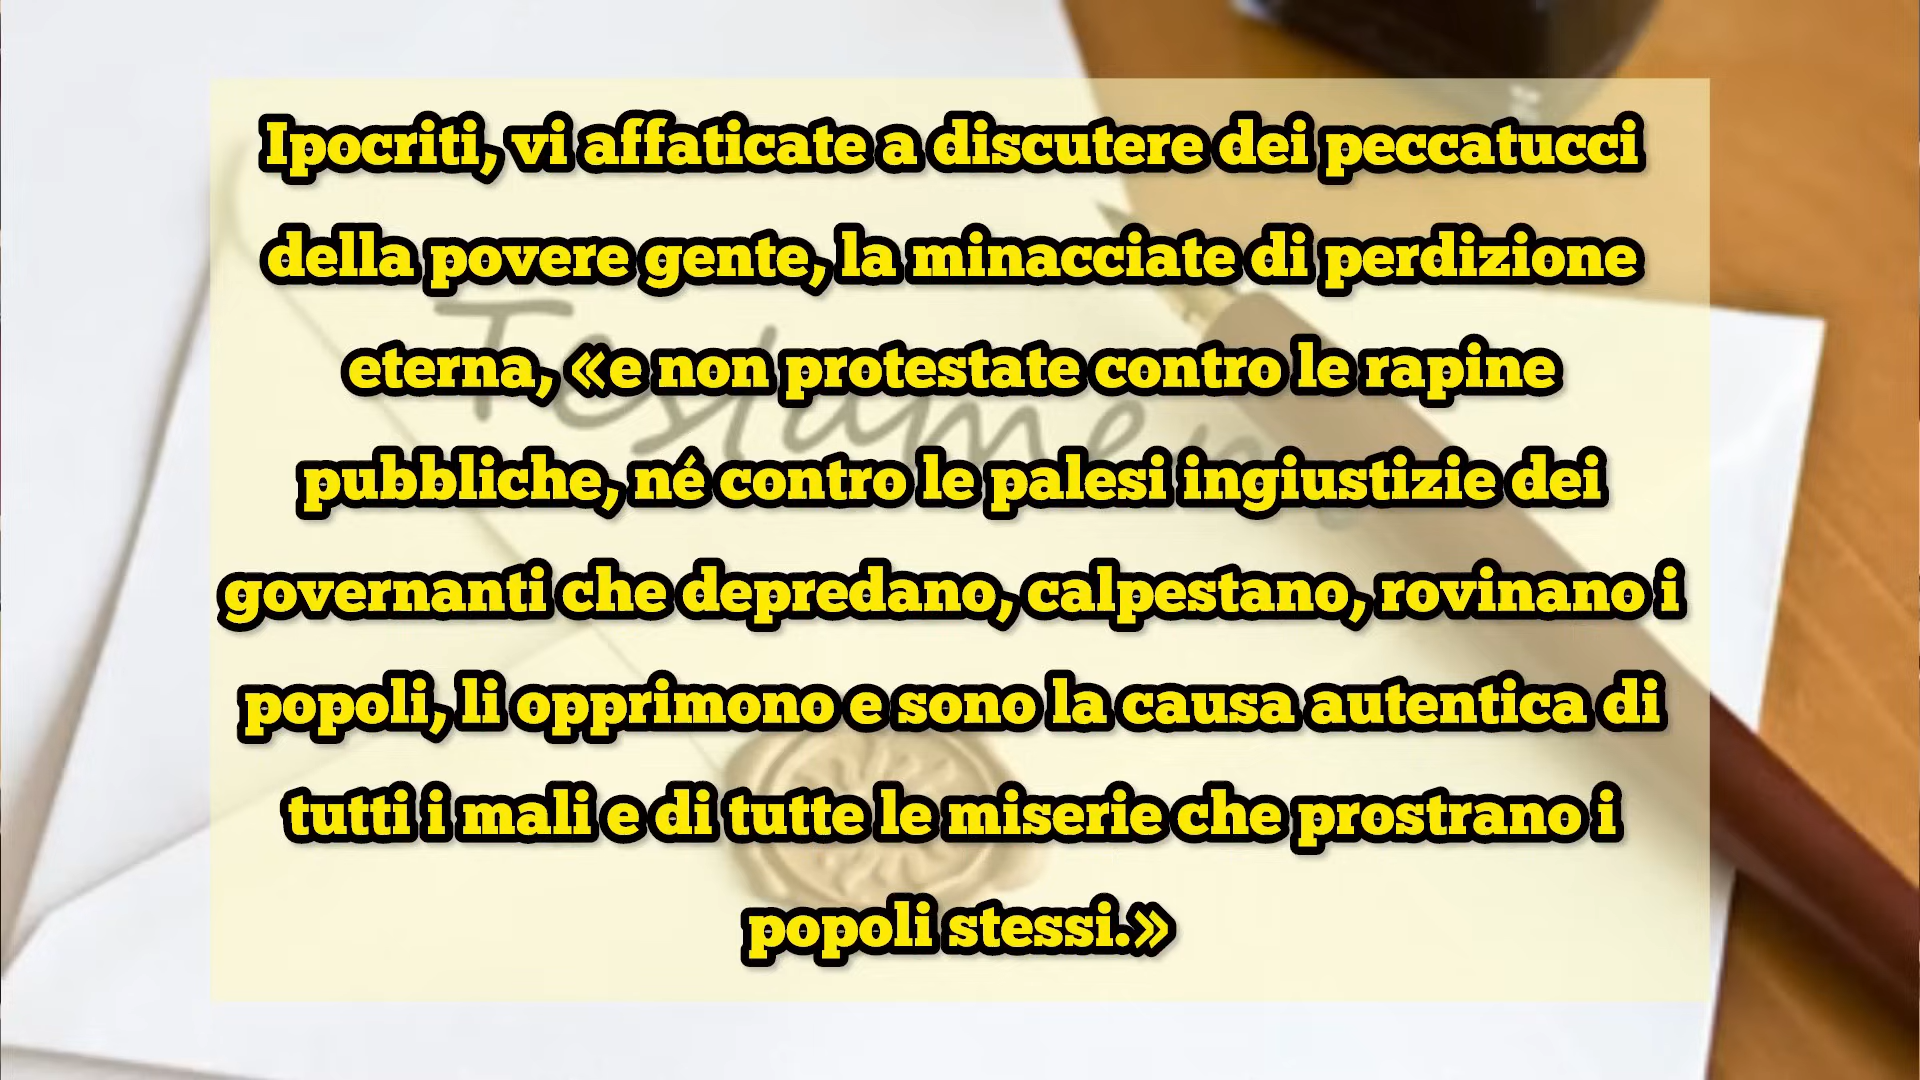 Ipocriti, vi affaticate a discutere dei peccatucci
della povere gente, la minacciate di perdizione
eterna, «e non protestate contro le rapine
pubbliche, né contro le palesi ingiustizie dei
governanti che depredano, calpestano, rovinano i
popoli, li opprimono e sono la causa autentica di
tutti i mali e di tutte le miserie che prostrano i
popoli stessi.»